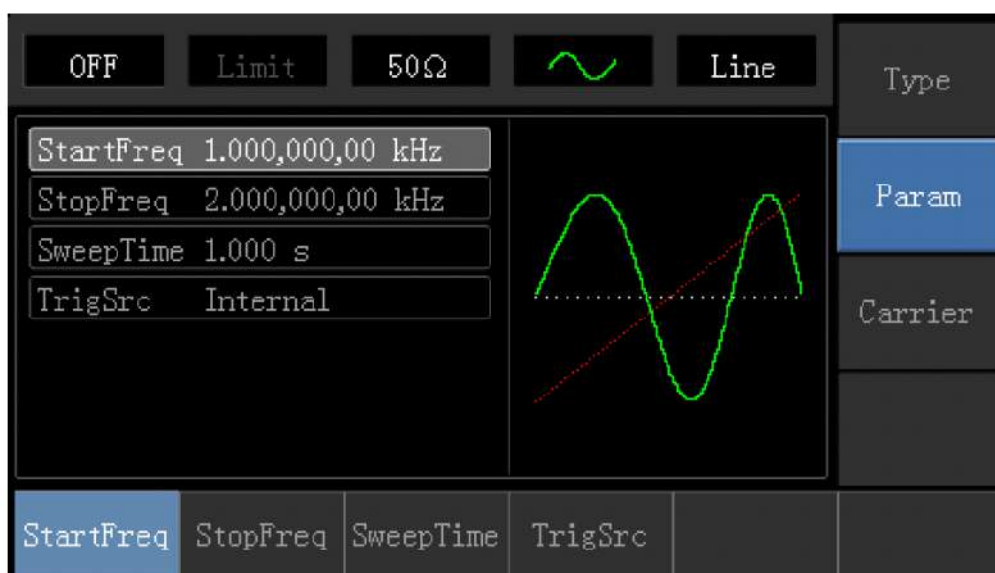 OFF Limit 50Ω Line
Type
StartFreq 1.000,000,00 kHz
StopFreq 2.000,000,00 kHz
SweepTime 1.000 s
TrigSrc Internal
Param
Carrier
StartFreq StopFreq SweepTime TrigSrc